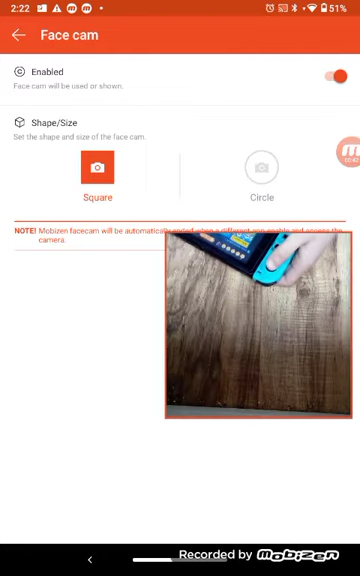 2:22
51%
Face cam
Enabled
Face cam will be used or shown.
Shape/Size
Set the shape and size of the face cam.
Square
Circle
NOTE! Mobizen facecam will be automatically ended when a different app enable and access the
camera.
Recorded by mobizen